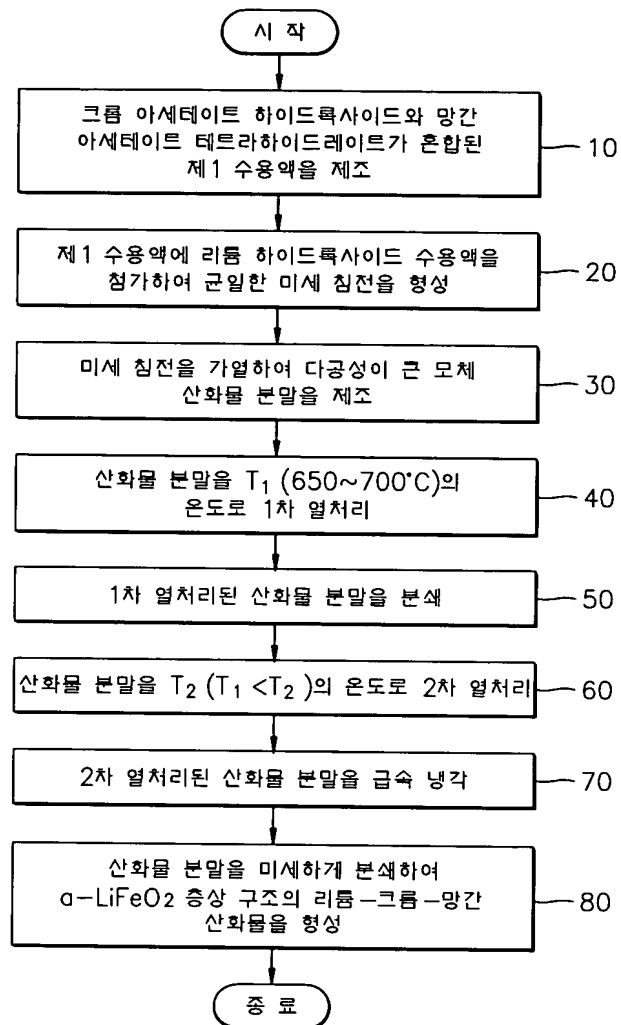 시 작
크롬 아세테이트 하이드록사이드와 망간
아세테이트 테트라하이드레이트가 혼합된
제1 수용액을 제조
10
제1 수용액에 리튬 하이드록사이드 수용액을
첨가하여 균일한 미세 침전을 형성
20
미세 침전을 가열하여 다공성이 큰 모체
산화물 분말을 제조
30
산화물 분말을 T₁ (650~700°C)의
온도로 1차 열처리
40
1차 열처리된 산화물 분말을 분쇄
50
산화물 분말을 T₂ (T₁<T₂)의 온도로 2차 열처리
60
2차 열처리된 산화물 분말을 급속 냉각
70
산화물 분말을 미세하게 분쇄하여
α-LiFeO₂ 층상 구조의 리튬-크롬-망간
산화물을 형성
80
종 료